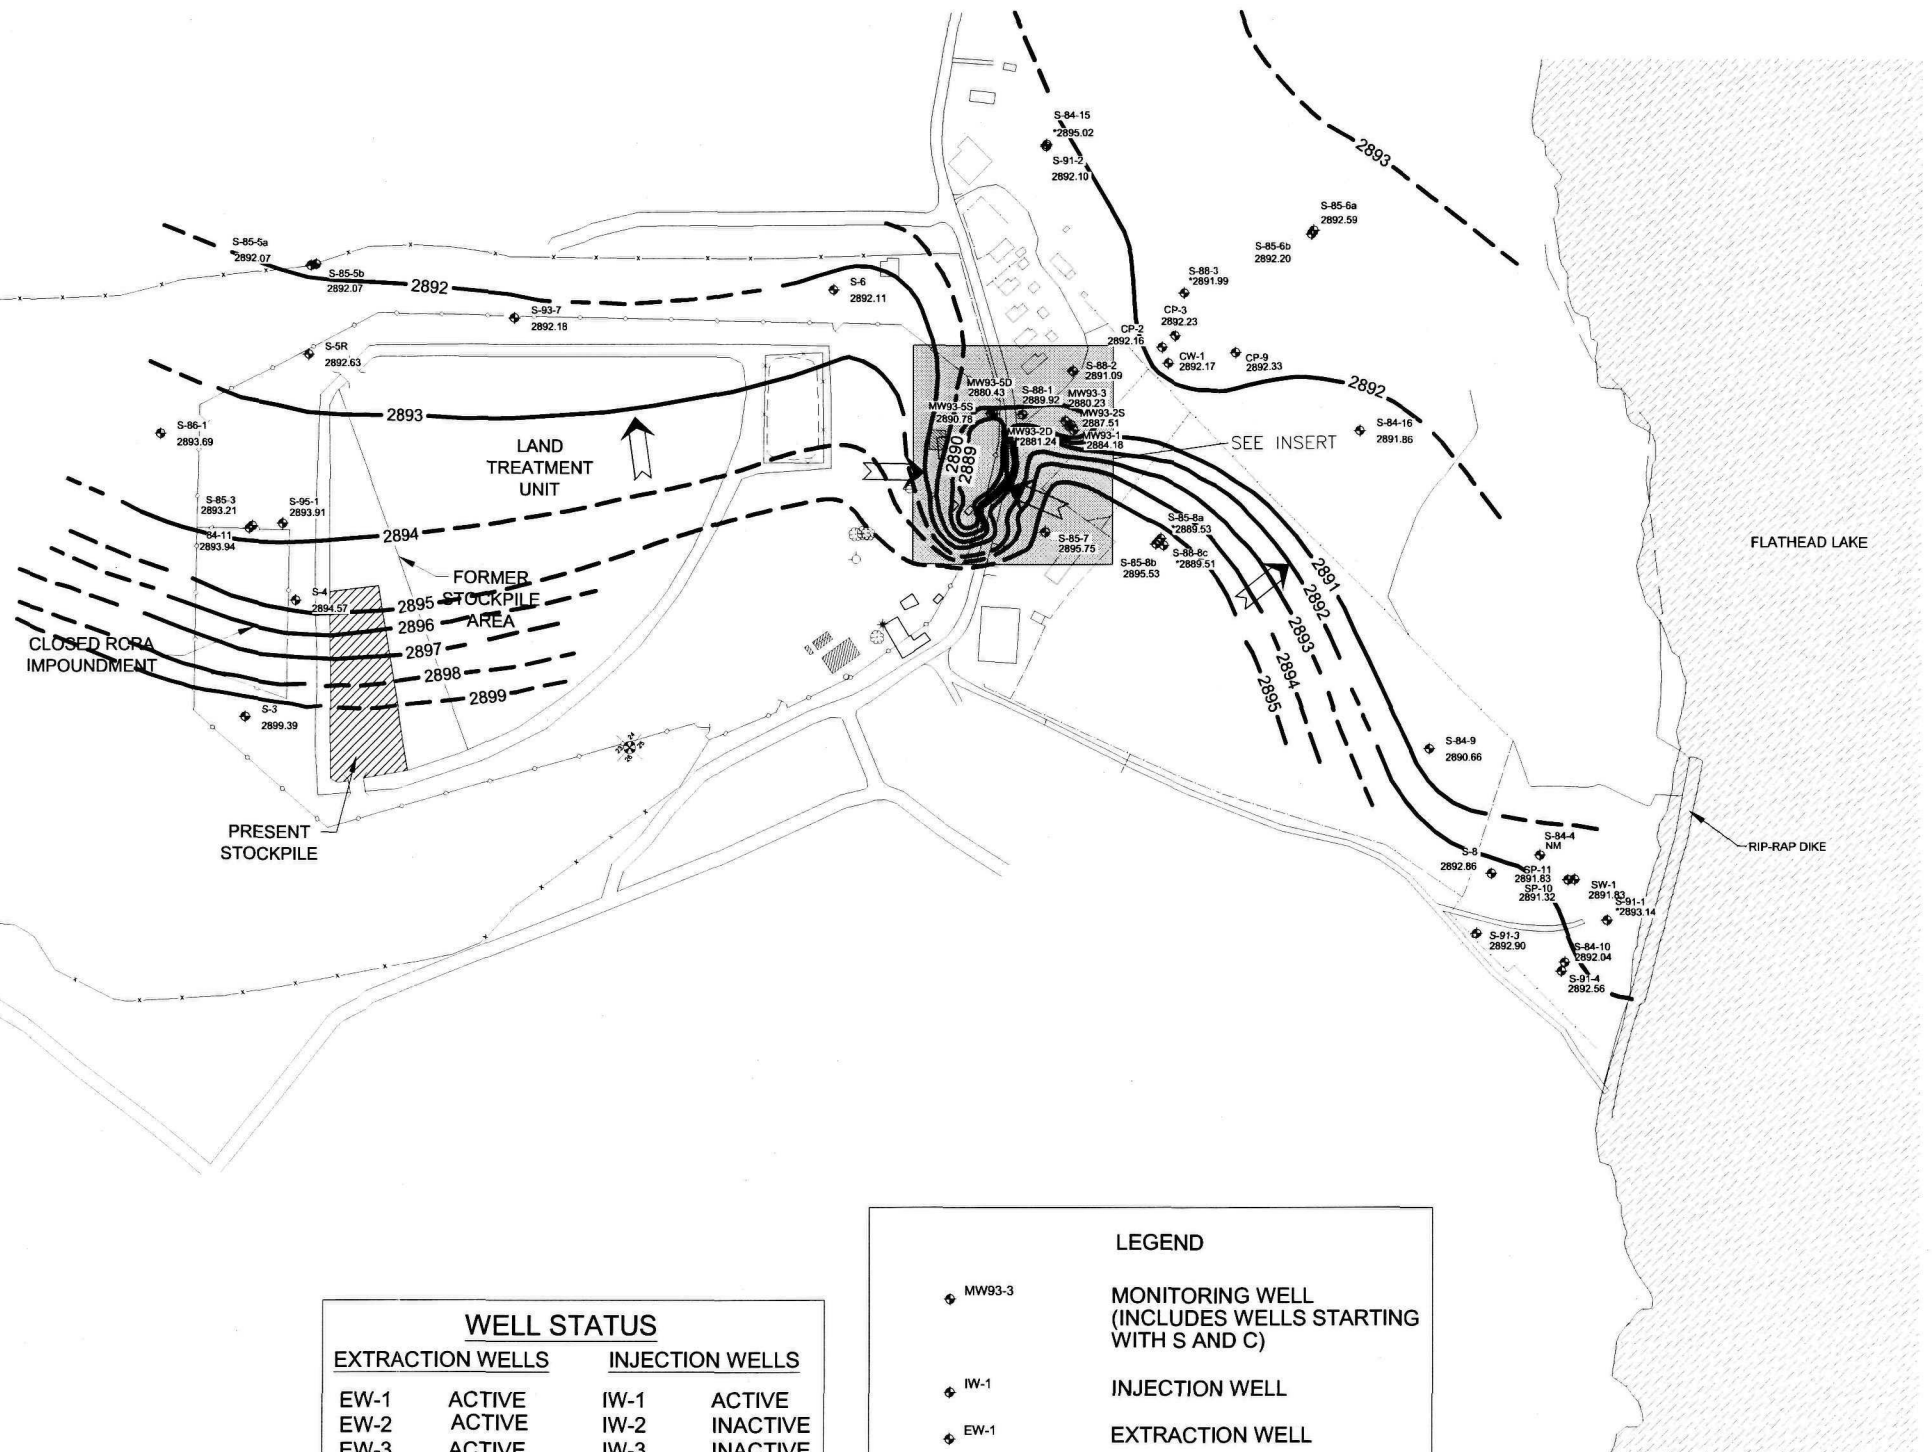 S-84-15
*2895.02
S-91-2
2892.10
2893
S-85-6a
2892.59
S-85-6b
2892.20
S-88-3
*2891.99
CP-3
2892.23
CP-2
2892.16
CW-1
2892.17
CP-9
2892.33
2892
S-84-16
2891.86
S-85-5a
2892.07
S-85-5b
2892.07
2892
S-6
2892.11
S-93-7
2892.18
S-5R
2892.63
2893
S-86-1
2893.69
LAND
TREATMENT
UNIT
S-88-2
2891.09
MW93-5D
2880.43
S-88-1
2889.92
MW93-3
2880.23
MW93-5S
2890.78
MW93-2S
2887.51
MW93-2D
*2881.24
MW93-1
2884.18
2890
2889
SEE INSERT
S-85-3
2893.21
S-95-1
2893.91
84-11
2893.94
2894
S-85-7
2895.75
S-85-8a
*2889.53
S-88-8c
*2889.51
S-85-8b
2895.53
FLATHEAD LAKE
FORMER
STOCKPILE
AREA
S-4
2894.57
2895
2896
2897
2898
2899
CLOSED RCRA
IMPOUNDMENT
S-3
2899.39
2891
2892
2893
2894
2895
S-84-9
2890.66
PRESENT
STOCKPILE
S-84-4
NM
S-8
2892.86
SP-11
2891.83
SP-10
2891.32
SW-1
2891.83
S-91-1
*2893.14
S-91-3
2892.90
S-84-10
2892.04
S-91-4
2892.56
RIP-RAP DIKE
WELL STATUS
EXTRACTION WELLS INJECTION WELLS
EW-1 ACTIVE IW-1 ACTIVE
EW-2 ACTIVE IW-2 INACTIVE
EW-3 ACTIVE IW-3 INACTIVE
LEGEND
MW93-3 MONITORING WELL
(INCLUDES WELLS STARTING
WITH S AND C)
IW-1 INJECTION WELL
EW-1 EXTRACTION WELL